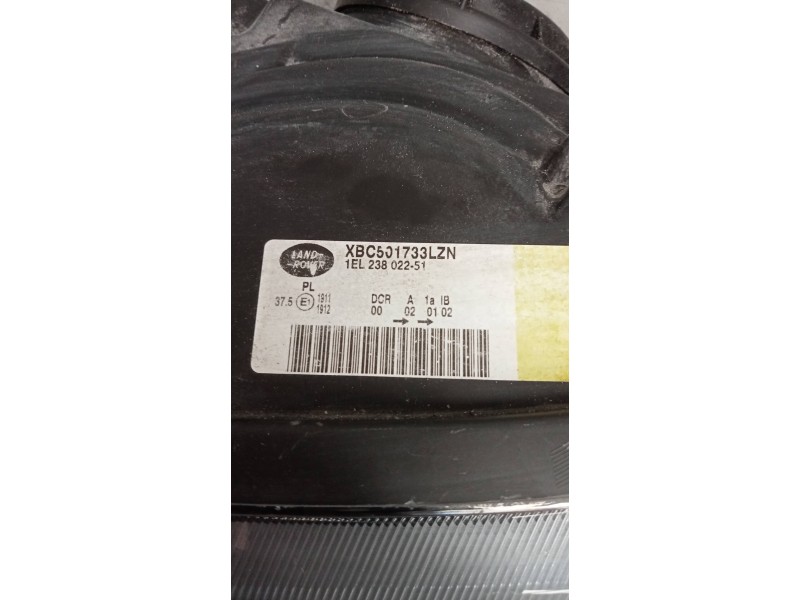 LAND-
-ROVER
XBC501733LZN
1EL 238 022-51
PL
37.5 E1 1911
1912
DCR A 1a IB
00 02 01 02